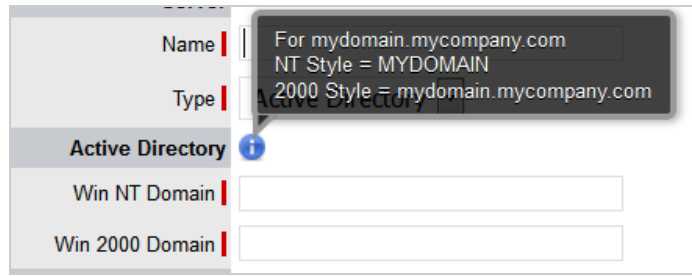 Name
For mydomain.mycompany.com
NT Style = MYDOMAIN
2000 Style = mydomain.mycompany.com
Type
Active Directory
Active Directory
Win NT Domain
Win 2000 Domain